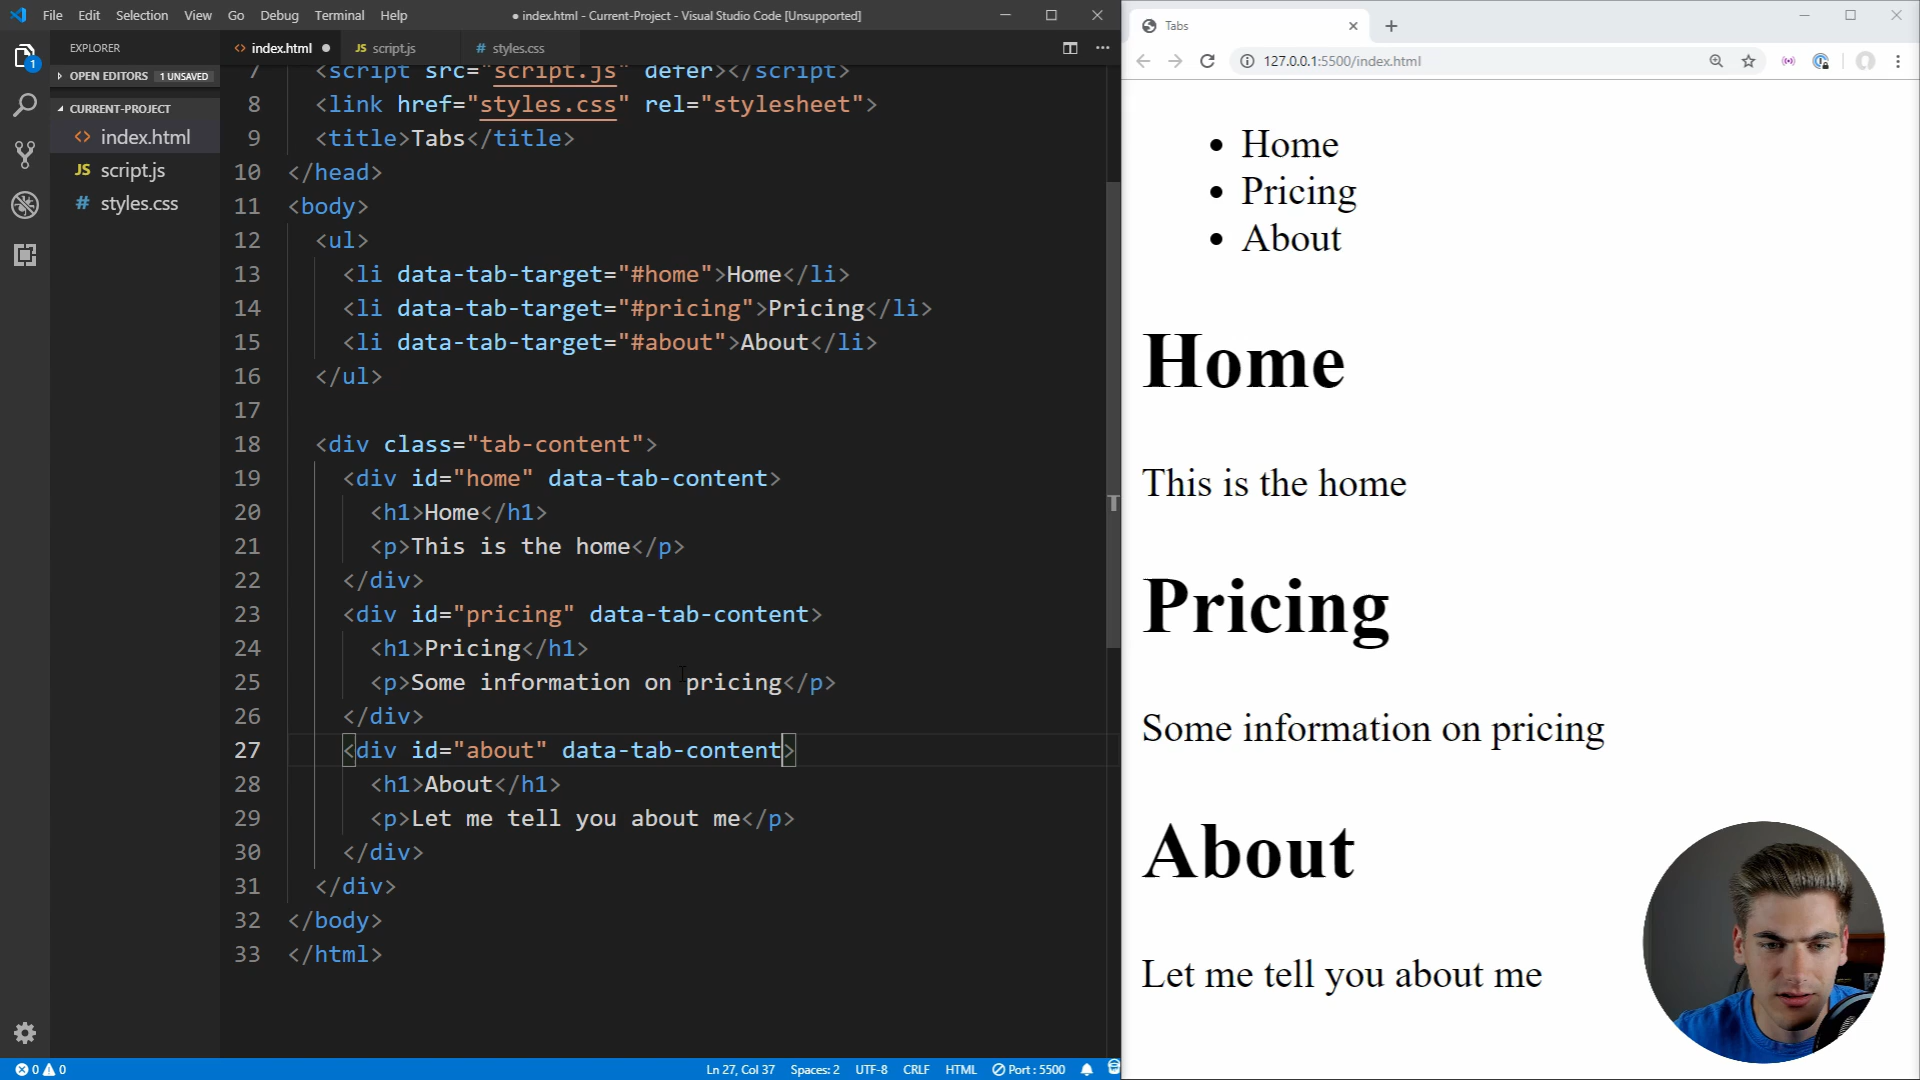 File Edit Selection View Go Debug Terminal Help
● index.html - Current-Project - Visual Studio Code [Unsupported]
EXPLORER
OPEN EDITORS 1 UNSAVED
CURRENT-PROJECT
<> index.html
JS script.js
# styles.css
1
<> index.html ● JS script.js # styles.css
7 <script src="script.js" defer></script>
8 <link href="styles.css" rel="stylesheet">
9 <title>Tabs</title>
10 </head>
11 <body>
12 <ul>
13 <li data-tab-target="#home">Home</li>
14 <li data-tab-target="#pricing">Pricing</li>
15 <li data-tab-target="#about">About</li>
16 </ul>
17
18 <div class="tab-content">
19 <div id="home" data-tab-content>
20 <h1>Home</h1>
21 <p>This is the home</p>
22 </div>
23 <div id="pricing" data-tab-content>
24 <h1>Pricing</h1>
25 <p>Some information on pricing</p>
26 </div>
27 <div id="about" data-tab-content>
28 <h1>About</h1>
29 <p>Let me tell you about me</p>
30 </div>
31 </div>
32 </body>
33 </html>
0 0
Ln 27, Col 37 Spaces: 2 UTF-8 CRLF HTML Port : 5500
Tabs
127.0.0.1:5500/index.html
• Home
• Pricing
• About
Home
This is the home
Pricing
Some information on pricing
About
Let me tell you about me